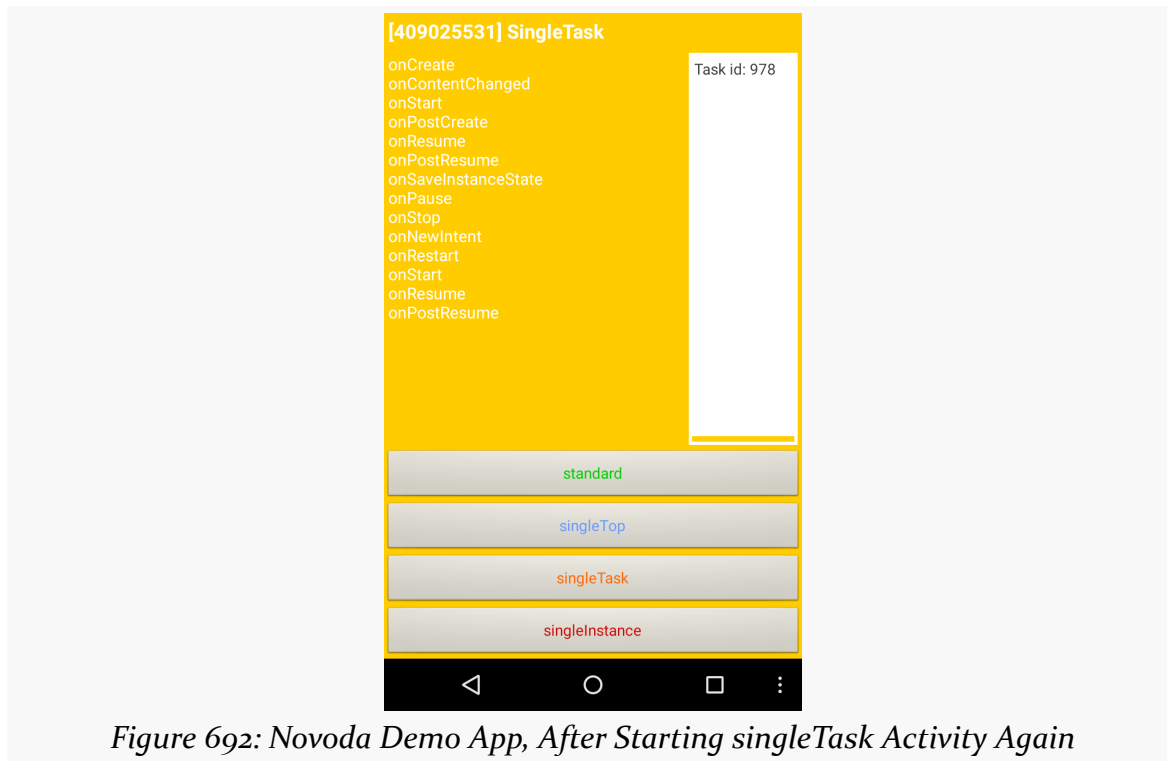 [409025531] SingleTask
onCreate
onContentChanged
onStart
onPostCreate
onResume
onPostResume
onSaveInstanceState
onPause
onStop
onNewIntent
onRestart
onStart
onResume
onPostResume
Task id: 978
standard
singleTop
singleTask
singleInstance
Figure 692: Novoda Demo App, After Starting singleTask Activity Again